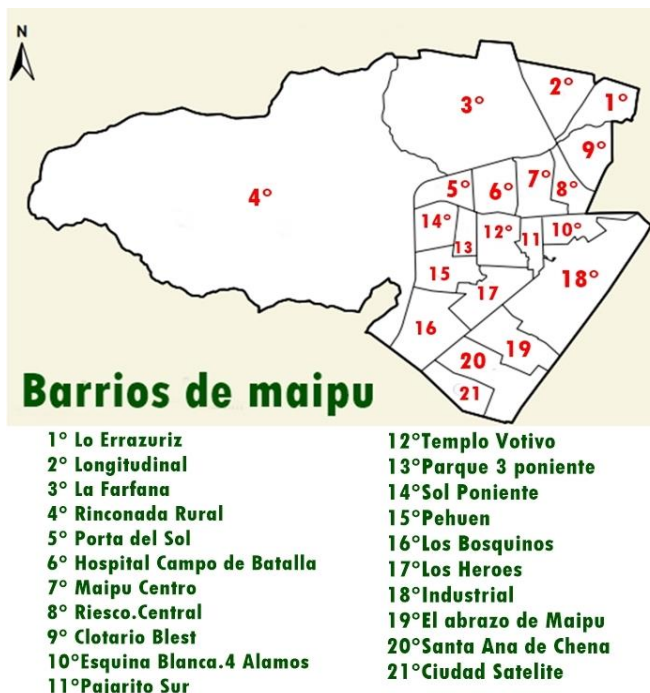 N
1°
2°
3°
4°
5°
6°
7°
8°
9°
10°
11
12°
13
14°
15
16
17
18°
19
20
21
Barrios de maipu
1° Lo Errazuriz
2° Longitudinal
3° La Farfana
4° Rinconada Rural
5° Porta del Sol
6° Hospital Campo de Batalla
7° Maipu Centro
8° Riesco.Central
9° Clotario Blest
10°Esquina Blanca.4 Alamos
11°Pajarito Sur
12°Templo Votivo
13°Parque 3 poniente
14°Sol Poniente
15°Pehuen
16°Los Bosquinos
17°Los Heroes
18°Industrial
19°El abrazo de Maipu
20°Santa Ana de Chena
21°Ciudad Satelite